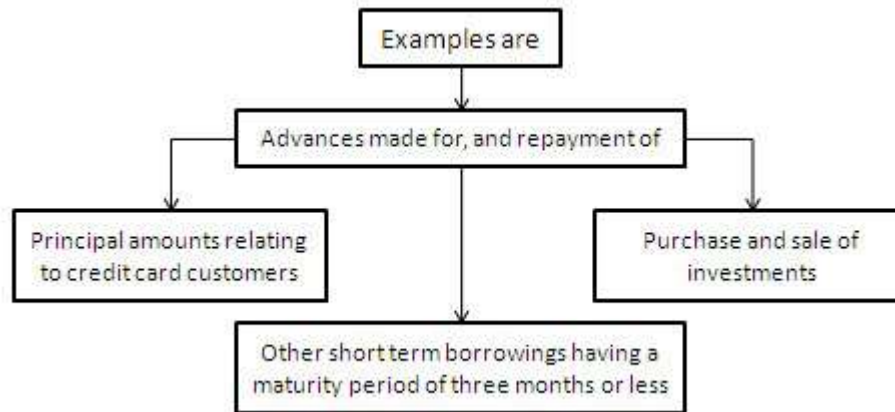 Examples are
Advances made for, and repayment of
Principal amounts relating
to credit card customers
Purchase and sale of
investments
Other short term borrowings having a
maturity period of three months or less